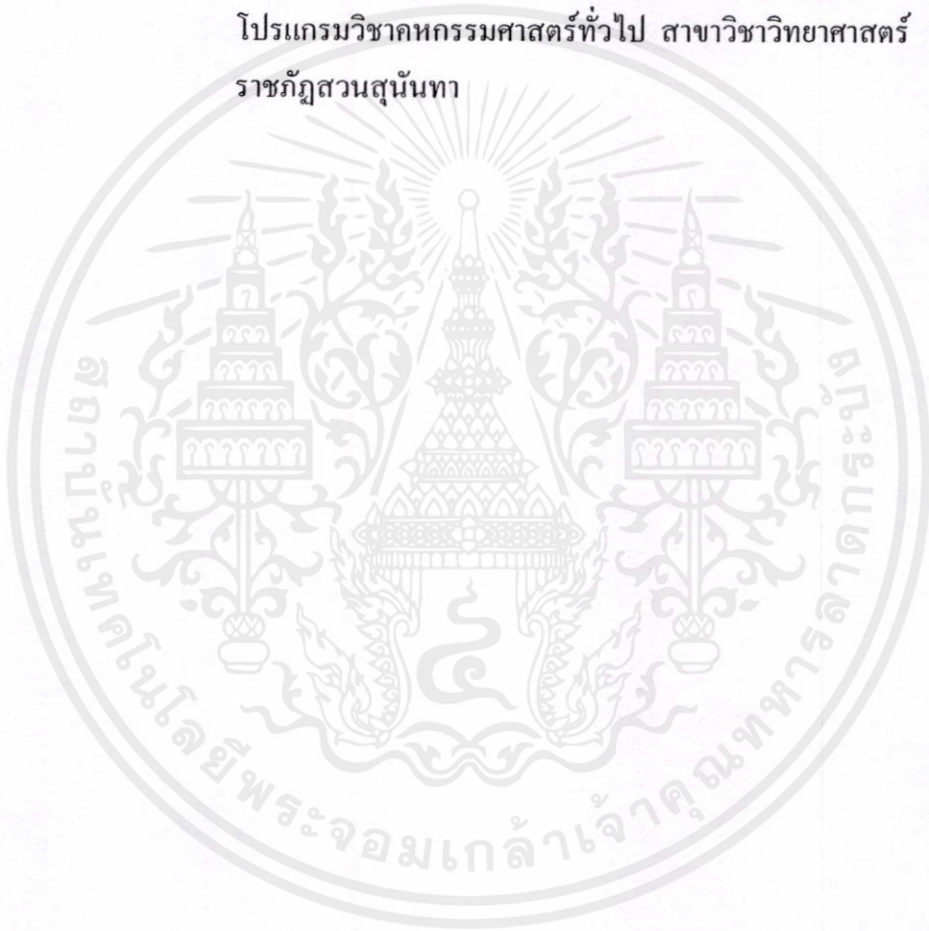 โปรแกรมวิชาคหกรรมศาสตร์ทั่วไป สาขาวิชาวิทยาศาสตร์
ราชภัฏสวนสุนันทา
สถาบันเทคโนโลยีพระจอมเกล้าเจ้าคุณทหารลาดกระบัง